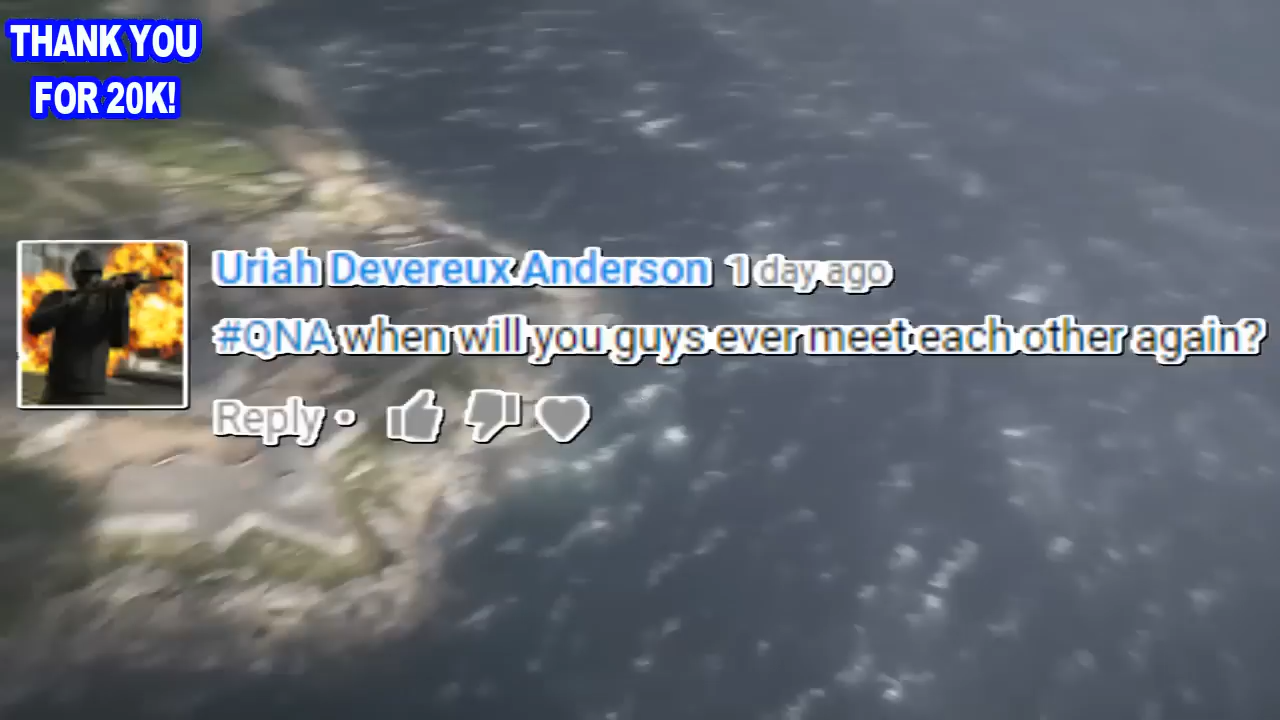 THANK YOU
FOR 20K!
Uriah Devereux Anderson 1 day ago
#QNA when will you guys ever meet each other again?
Reply •